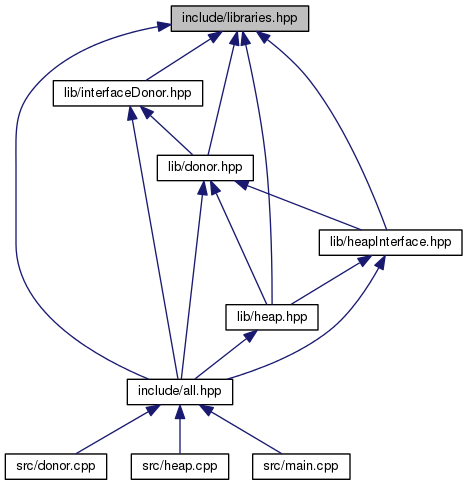 include/libraries.hpp
lib/interfaceDonor.hpp
lib/donor.hpp
lib/heapInterface.hpp
lib/heap.hpp
include/all.hpp
src/donor.cpp
src/heap.cpp
src/main.cpp